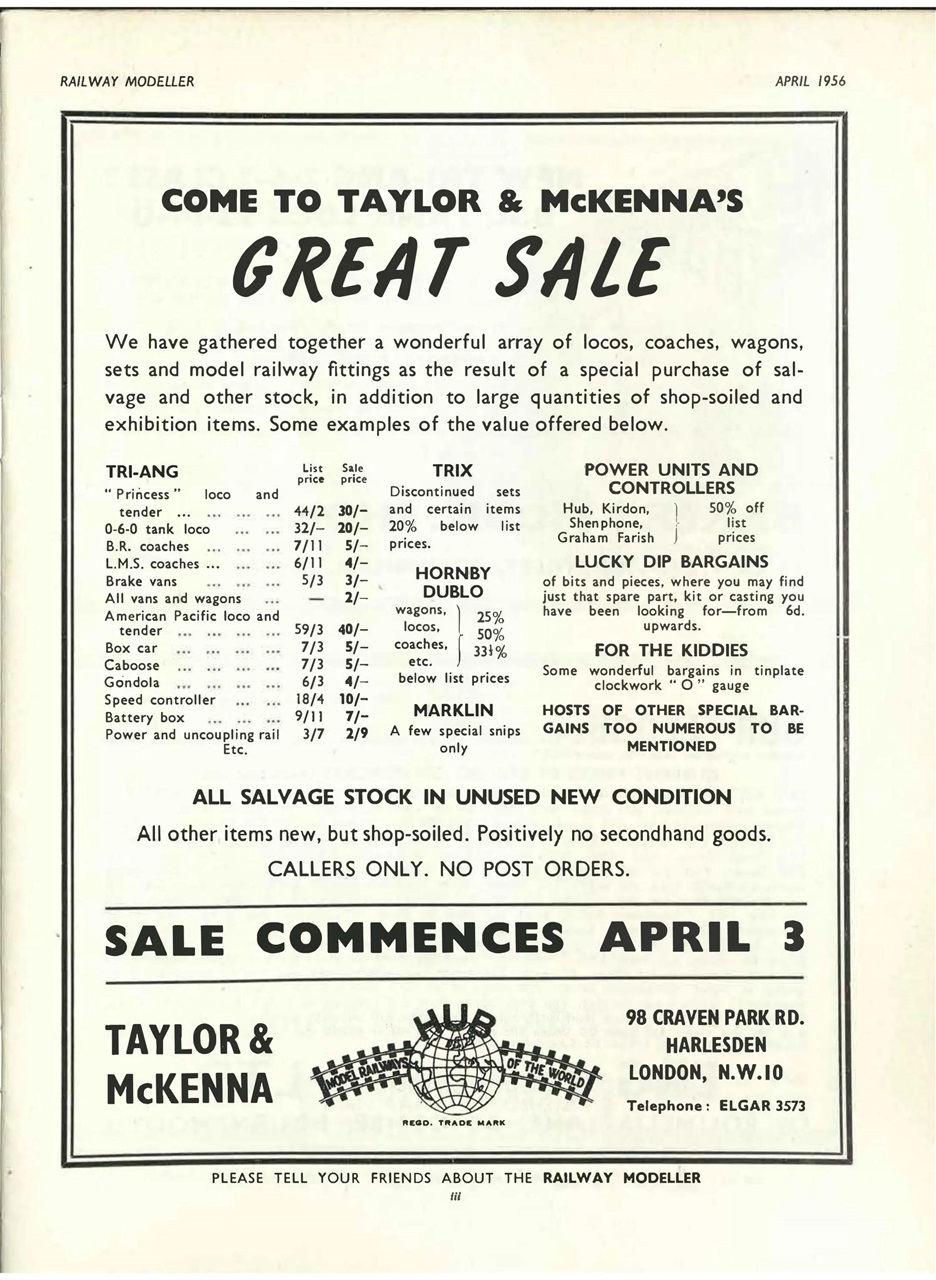 RAILWAY MODELLER
APRIL 1956
COME TO TAYLOR & McKENNA'S
GREAT SALE
We have gathered together a wonderful array of locos, coaches, wagons,
sets and model railway fittings as the result of a special purchase of sal-
vage and other stock, in addition to large quantities of shop-soiled and
exhibition items. Some examples of the value offered below.
TRI-ANG List price Sale price
"Princess" loco and
tender ... ... ... ... 44/2 30/-
0-6-0 tank loco ... ... 32/- 20/-
B.R. coaches ... ... ... 7/11 5/-
L.M.S. coaches ... ... ... 6/11 4/-
Brake vans ... ... ... 5/3 3/-
All vans and wagons ... — 2/-
American Pacific loco and
tender ... ... ... ... 59/3 40/-
Box car ... ... ... 7/3 5/-
Caboose ... ... ... ... 7/3 5/-
Gondola ... ... ... ... 6/3 4/-
Speed controller ... ... 18/4 10/-
Battery box ... ... ... 9/11 7/-
Power and uncoupling rail 3/7 2/9
Etc.
TRIX
Discontinued sets
and certain items
20% below list
prices.
HORNBY
DUBLO
wagons,
locos,
coaches,
etc.
25%
50%
33⅓%
below list prices
MARKLIN
A few special snips
only
POWER UNITS AND
CONTROLLERS
Hub, Kirdon,
Shenphone,
Graham Farish
50% off
list
prices
LUCKY DIP BARGAINS
of bits and pieces, where you may find
just that spare part, kit or casting you
have been looking for—from 6d.
upwards.
FOR THE KIDDIES
Some wonderful bargains in tinplate
clockwork "O" gauge
HOSTS OF OTHER SPECIAL BAR-
GAINS TOO NUMEROUS TO BE
MENTIONED
ALL SALVAGE STOCK IN UNUSED NEW CONDITION
All other items new, but shop-soiled. Positively no secondhand goods.
CALLERS ONLY. NO POST ORDERS.
SALE COMMENCES APRIL 3
TAYLOR &
McKENNA
HUB
MODEL RAILWAYS OF THE WORLD
REGD. TRADE MARK
98 CRAVEN PARK RD.
HARLESDEN
LONDON, N.W.10
Telephone: ELGAR 3573
PLEASE TELL YOUR FRIENDS ABOUT THE RAILWAY MODELLER
iii